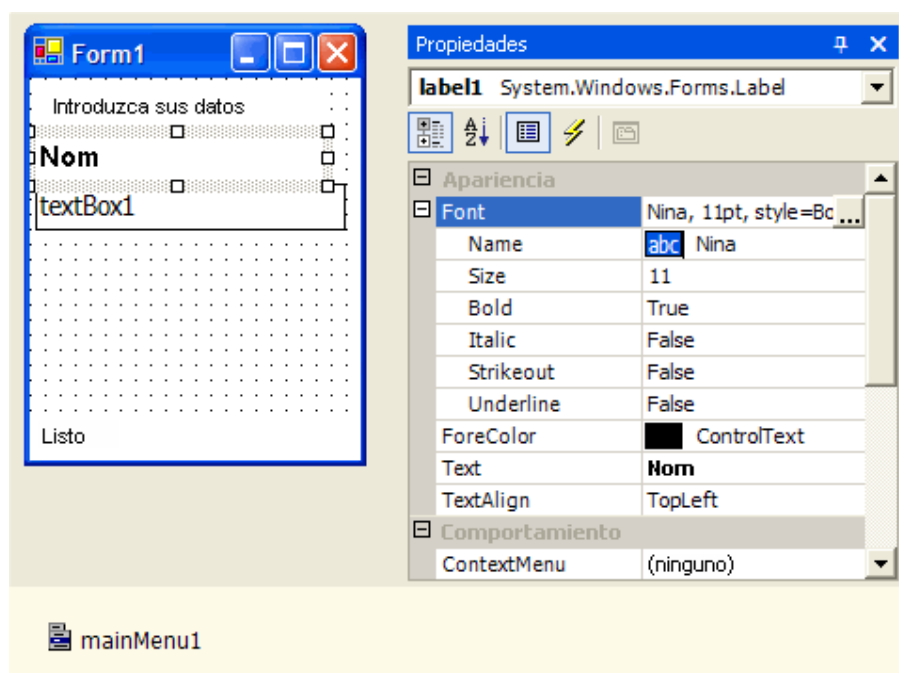 Form1
Introduzca sus datos
Nom
textBox1
Listo
Propiedades
label1 System.Windows.Forms.Label
Apariencia
Font Nina, 11pt, style=Bc ...
Name abc Nina
Size 11
Bold True
Italic False
Strikeout False
Underline False
ForeColor ControlText
Text Nom
TextAlign TopLeft
Comportamiento
ContextMenu (ninguno)
mainMenu1